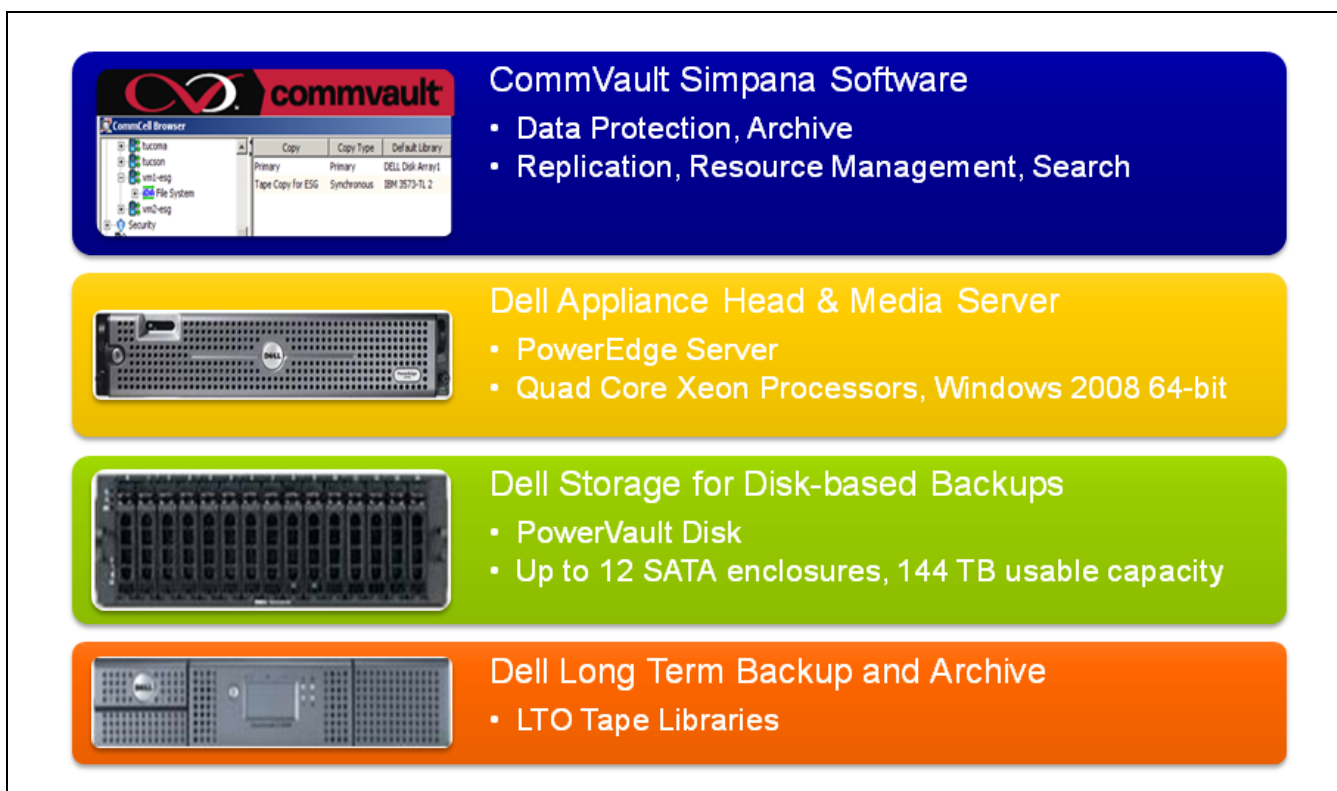 commvault
CommCell Browser
tucoma
tucson
vm1-esg
File System
vm2-esg
Security
Copy Copy Type Default Library
Primary Primary DELL Disk Array1
Tape Copy for ESG Synchronous IBM 3573-TL 2
CommVault Simpana Software
• Data Protection, Archive
• Replication, Resource Management, Search
DELL
Dell Appliance Head & Media Server
• PowerEdge Server
• Quad Core Xeon Processors, Windows 2008 64-bit
Dell Storage for Disk-based Backups
• PowerVault Disk
• Up to 12 SATA enclosures, 144 TB usable capacity
DELL
Dell Long Term Backup and Archive
• LTO Tape Libraries